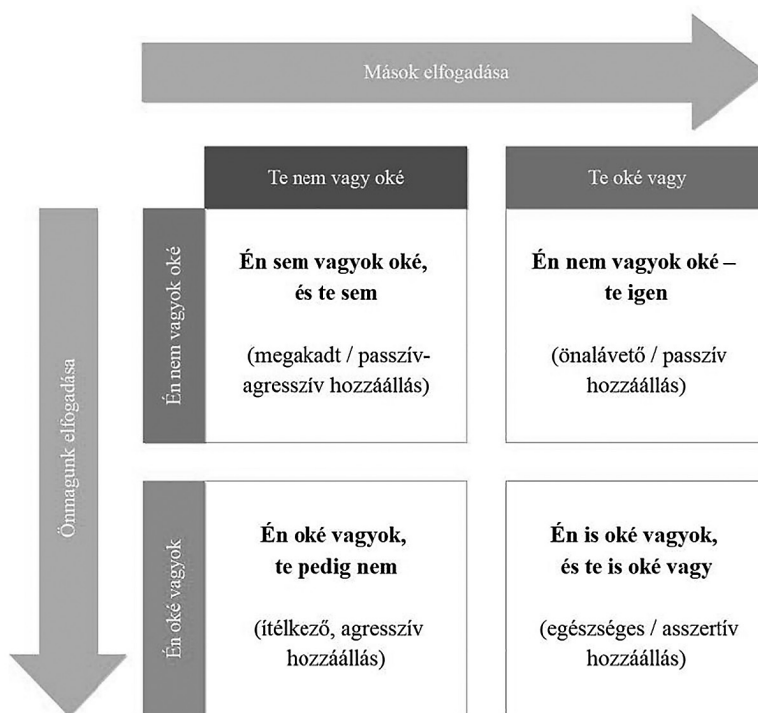 Mások elfogadása
Te nem vagy oké
Te oké vagy
Önmagunk elfogadása
Én nem vagyok oké
Én sem vagyok oké,
és te sem
(megakadt / passzív-
agresszív hozzáállás)
Én nem vagyok oké –
te igen
(önalávető / passzív
hozzáállás)
Én oké vagyok
Én oké vagyok,
te pedig nem
(ítélkező, agresszív
hozzáállás)
Én is oké vagyok,
és te is oké vagy
(egészséges / asszertív
hozzáállás)